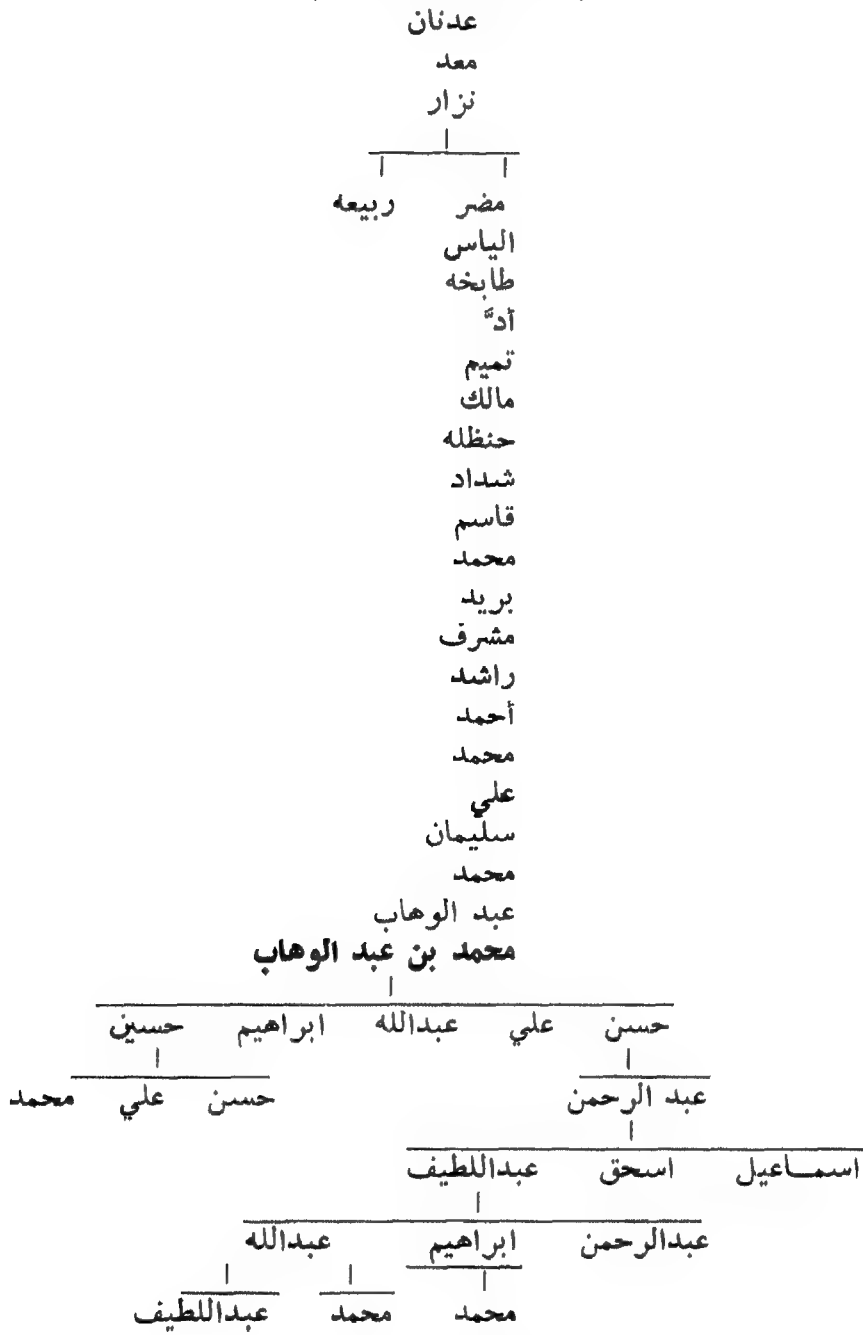 عدنان
معد
نزار
مضر ربيعه
الياس
طابخه
أدَّ
تميم
مالك
حنظله
شداد
قاسم
محمد
بريد
مشرف
راشد
أحمد
محمد
علي
سليمان
محمد
عبد الوهاب
محمد بن عبد الوهاب
حسن علي عبدالله ابراهيم حسين
عبد الرحمن حسن علي محمد
اسمـاعيل اسحق عبداللطيف
عبدالرحمن ابراهيم عبدالله
محمد محمد عبداللطيف